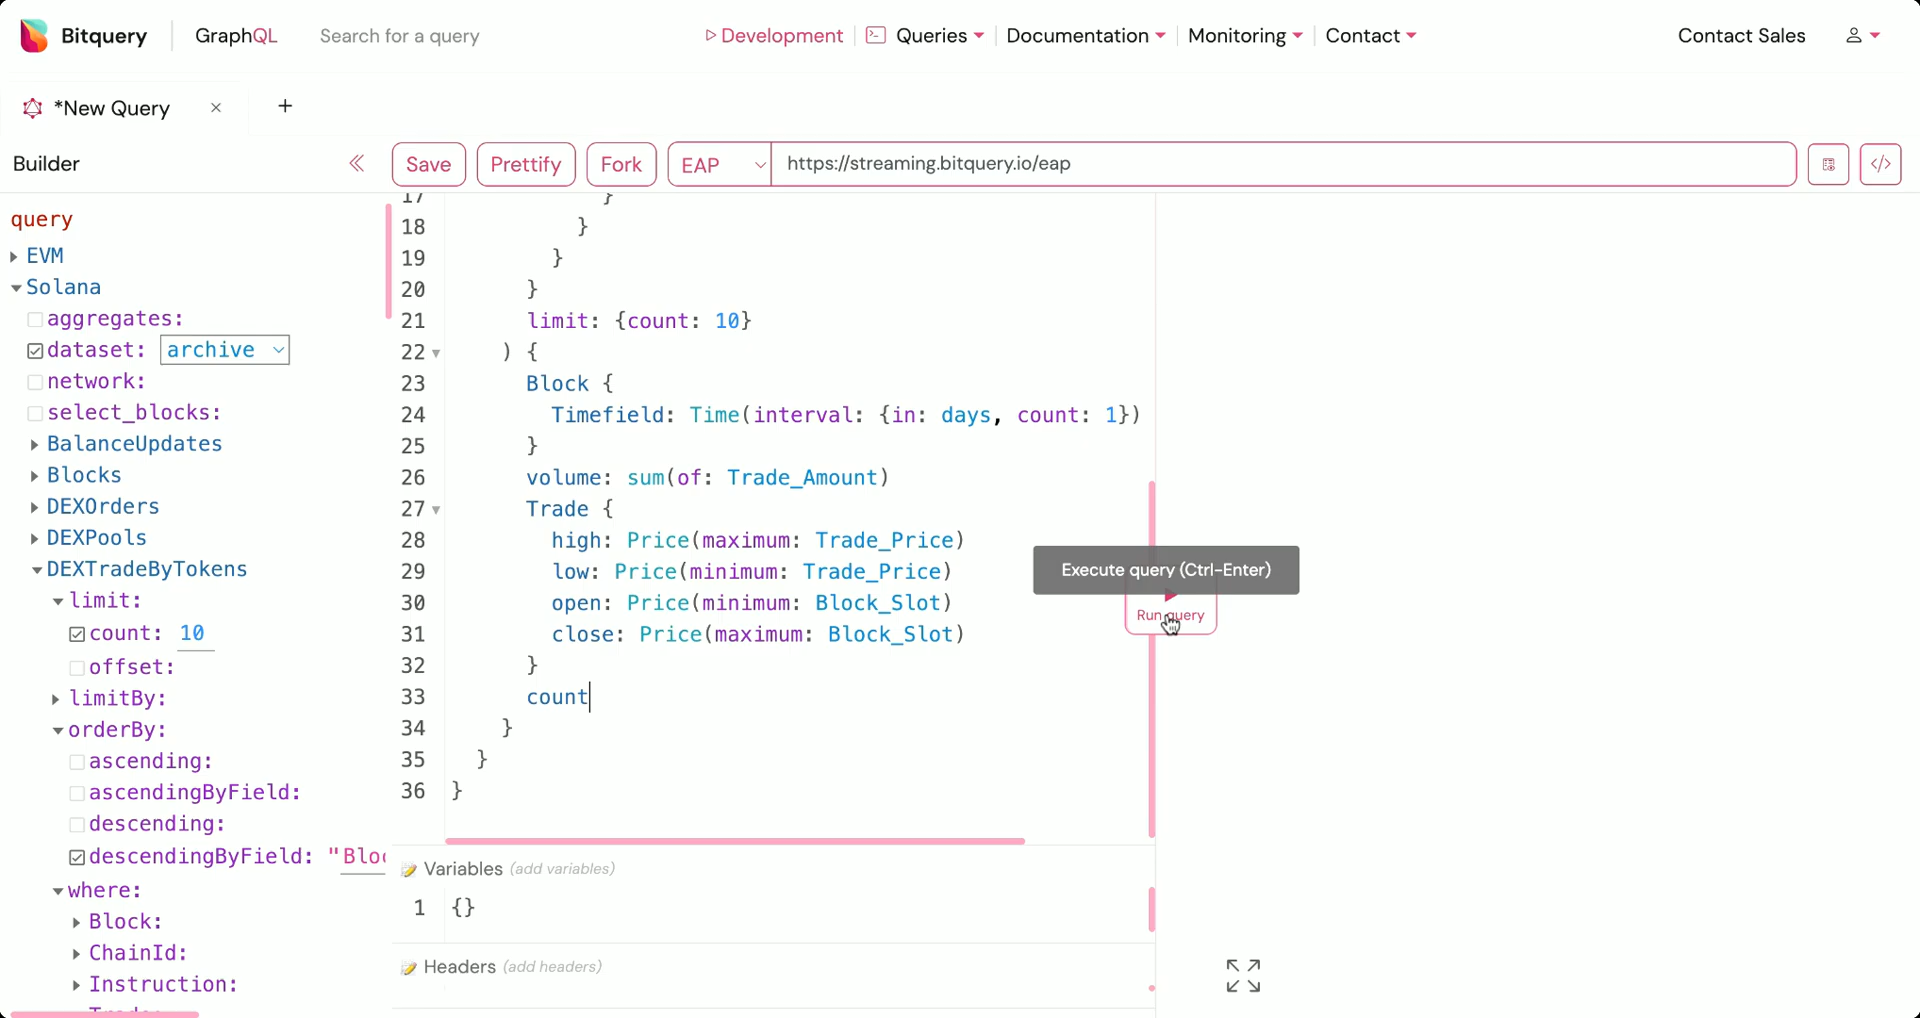 Bitquery
GraphQL
Search for a query
Development
Queries
Documentation
Monitoring
Contact
Contact Sales
*New Query
Builder
Save
Prettify
Fork
EAP
https://streaming.bitquery.io/eap
query
EVM
Solana
aggregates:
dataset: archive
network:
select_blocks:
BalanceUpdates
Blocks
DEXOrders
DEXPools
DEXTradeByTokens
limit:
count: 10
offset:
limitBy:
orderBy:
ascending:
ascendingByField:
descending:
descendingByField: "Bloc
where:
Block:
ChainId:
Instruction:
17 }
18 }
19 }
20 }
21 limit: {count: 10}
22 ) {
23 Block {
24 Timefield: Time(interval: {in: days, count: 1})
25 }
26 volume: sum(of: Trade_Amount)
27 Trade {
28 high: Price(maximum: Trade_Price)
29 low: Price(minimum: Trade_Price)
30 open: Price(minimum: Block_Slot)
31 close: Price(maximum: Block_Slot)
32 }
33 count
34 }
35 }
36 }
Execute query (Ctrl-Enter)
Run query
Variables (add variables)
1 {}
Headers (add headers)